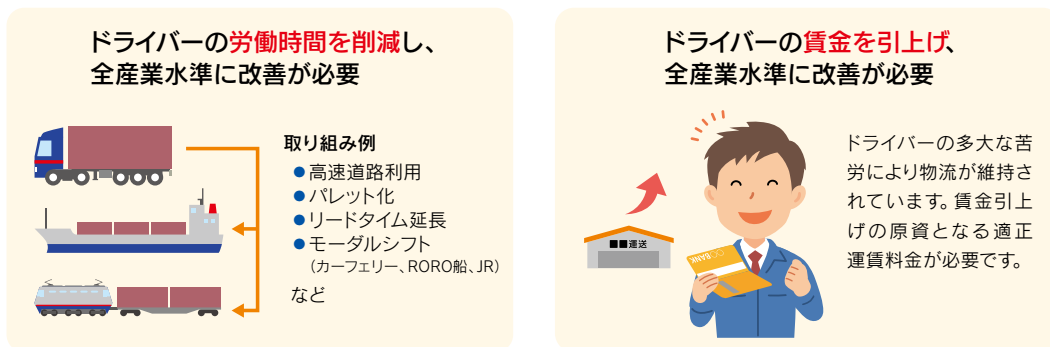 ドライバーの労働時間を削減し、
全産業水準に改善が必要
取り組み例
●高速道路利用
●パレット化
●リードタイム延長
●モーダルシフト
(カーフェリー、RORO船、JR)
など
ドライバーの賃金を引上げ、
全産業水準に改善が必要
■■運送
○○BANK
ドライバーの多大な苦
労により物流が維持さ
れています。賃金引上
げの原資となる適正
運賃料金が必要です。